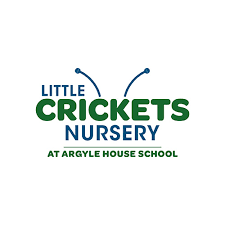 LITTLE
CRICKETS
NURSERY
AT ARGYLE HOUSE SCHOOL